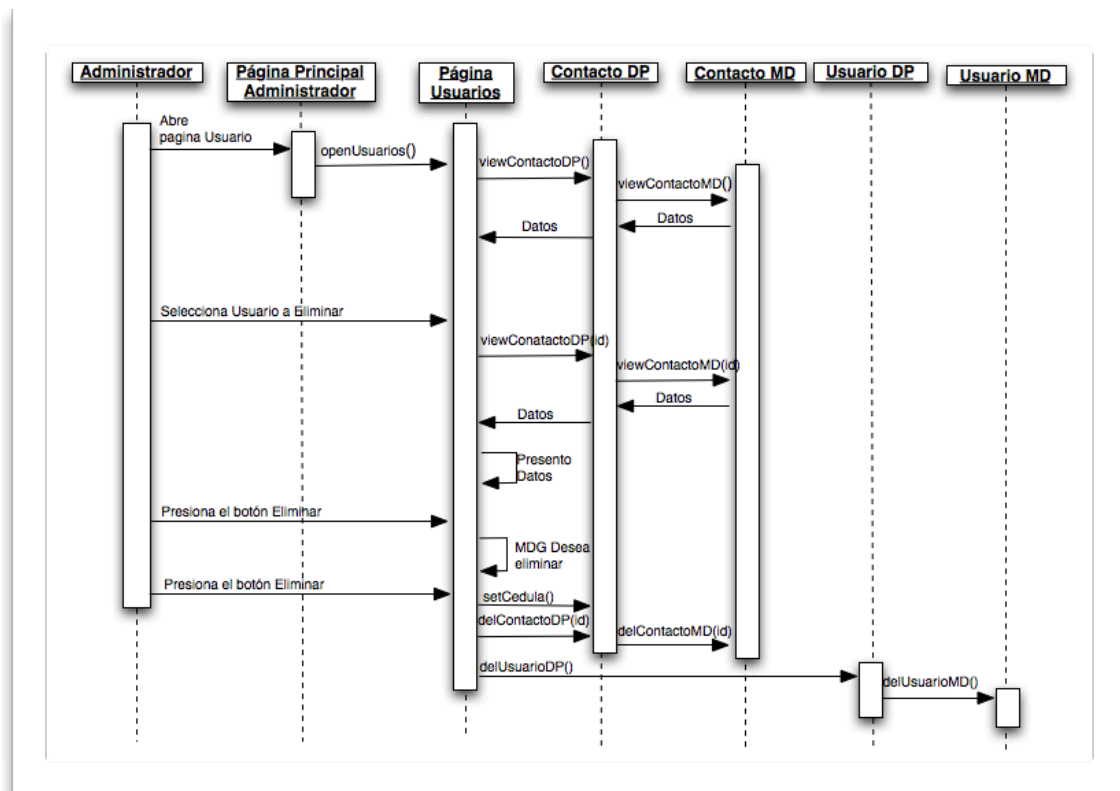 Administrador
Página Principal
Administrador
Página
Usuarios
Contacto DP
Contacto MD
Usuario DP
Usuario MD
Abre
pagina Usuario
openUsuarios()
viewContactoDP()
viewContactoMD()
Datos
Datos
Selecciona Usuario a Eliminar
viewConatactoDP(id)
viewContactoMD(id)
Datos
Datos
Presento
Datos
Presiona el botón Eliminar
MDG Desea
eliminar
Presiona el botón Eliminar
setCedula()
delContactoDP(id)
delContactoMD(id)
delUsuarioDP()
delUsuarioMD()